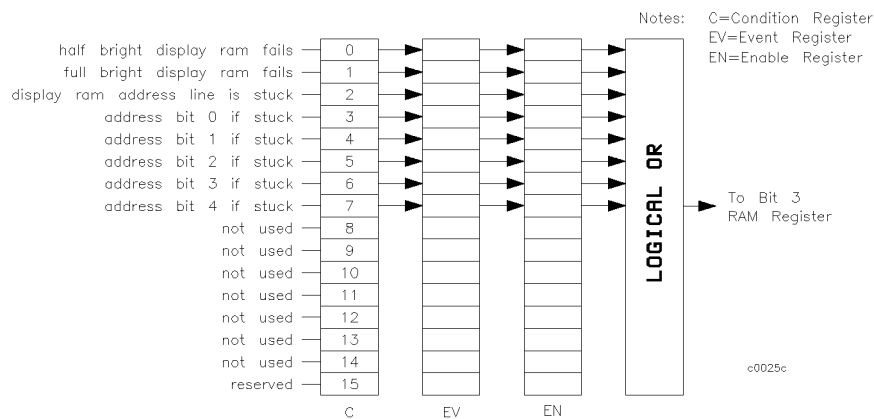 Notes: C=Condition Register
EV=Event Register
EN=Enable Register
half bright display ram fails 0
full bright display ram fails 1
display ram address line is stuck 2
address bit 0 if stuck 3
address bit 1 if stuck 4
address bit 2 if stuck 5
address bit 3 if stuck 6
address bit 4 if stuck 7
not used 8
not used 9
not used 10
not used 11
not used 12
not used 13
not used 14
reserved 15
LOGICAL OR
To Bit 3
RAM Register
c0025c
C EV EN